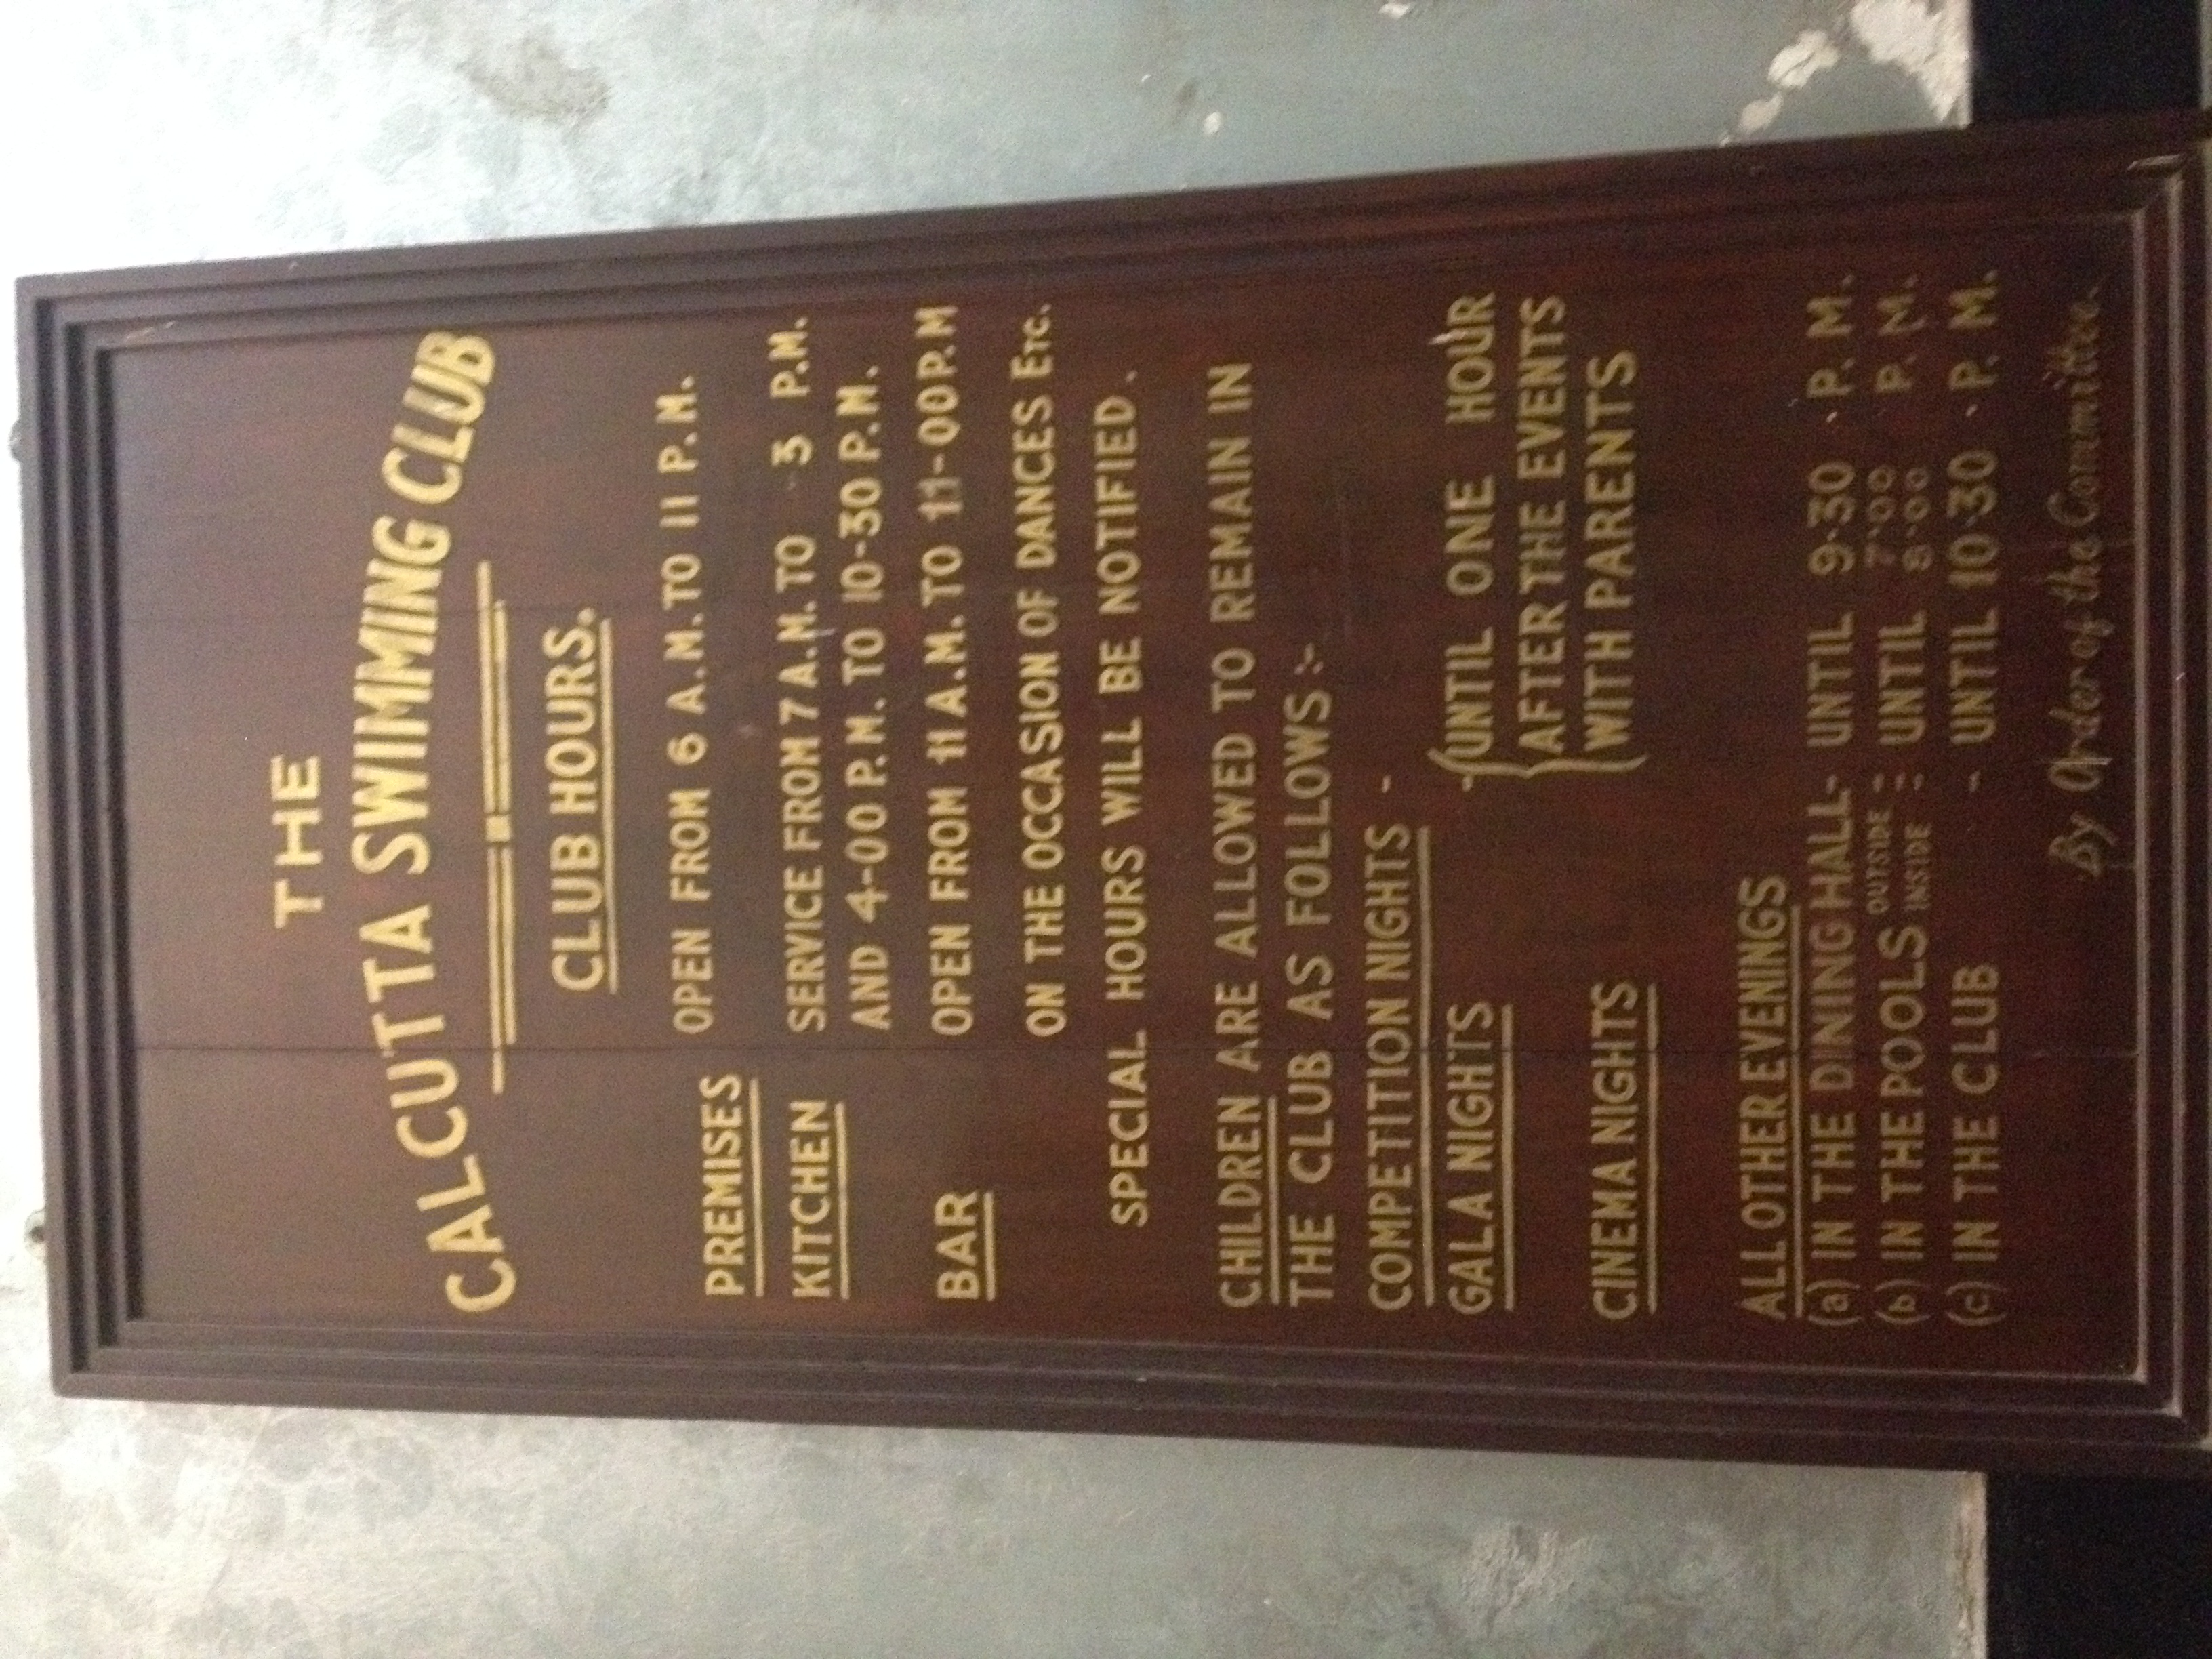 THE
CALCUTTA SWIMMING CLUB
CLUB HOURS.
PREMISES OPEN FROM 6 A.M. TO 11 P.M.
KITCHEN SERVICE FROM 7 A.M. TO 3 P.M.
AND 4-00 P.M. TO 10-30 P.M.
BAR OPEN FROM 11 A.M. TO 11-00 P.M
ON THE OCCASION OF DANCES ETC.
SPECIAL HOURS WILL BE NOTIFIED.
CHILDREN ARE ALLOWED TO REMAIN IN
THE CLUB AS FOLLOWS :-
COMPETITION NIGHTS -
GALA NIGHTS - { UNTIL ONE HOUR
AFTER THE EVENTS
CINEMA NIGHTS WITH PARENTS
ALL OTHER EVENINGS
(a) IN THE DINING HALL - UNTIL 9-30 P. M.
(b) IN THE POOLS OUTSIDE - UNTIL 7-00 P. M.
INSIDE - 8-00
(c) IN THE CLUB - UNTIL 10-30 P. M.
By Order of the Committee.